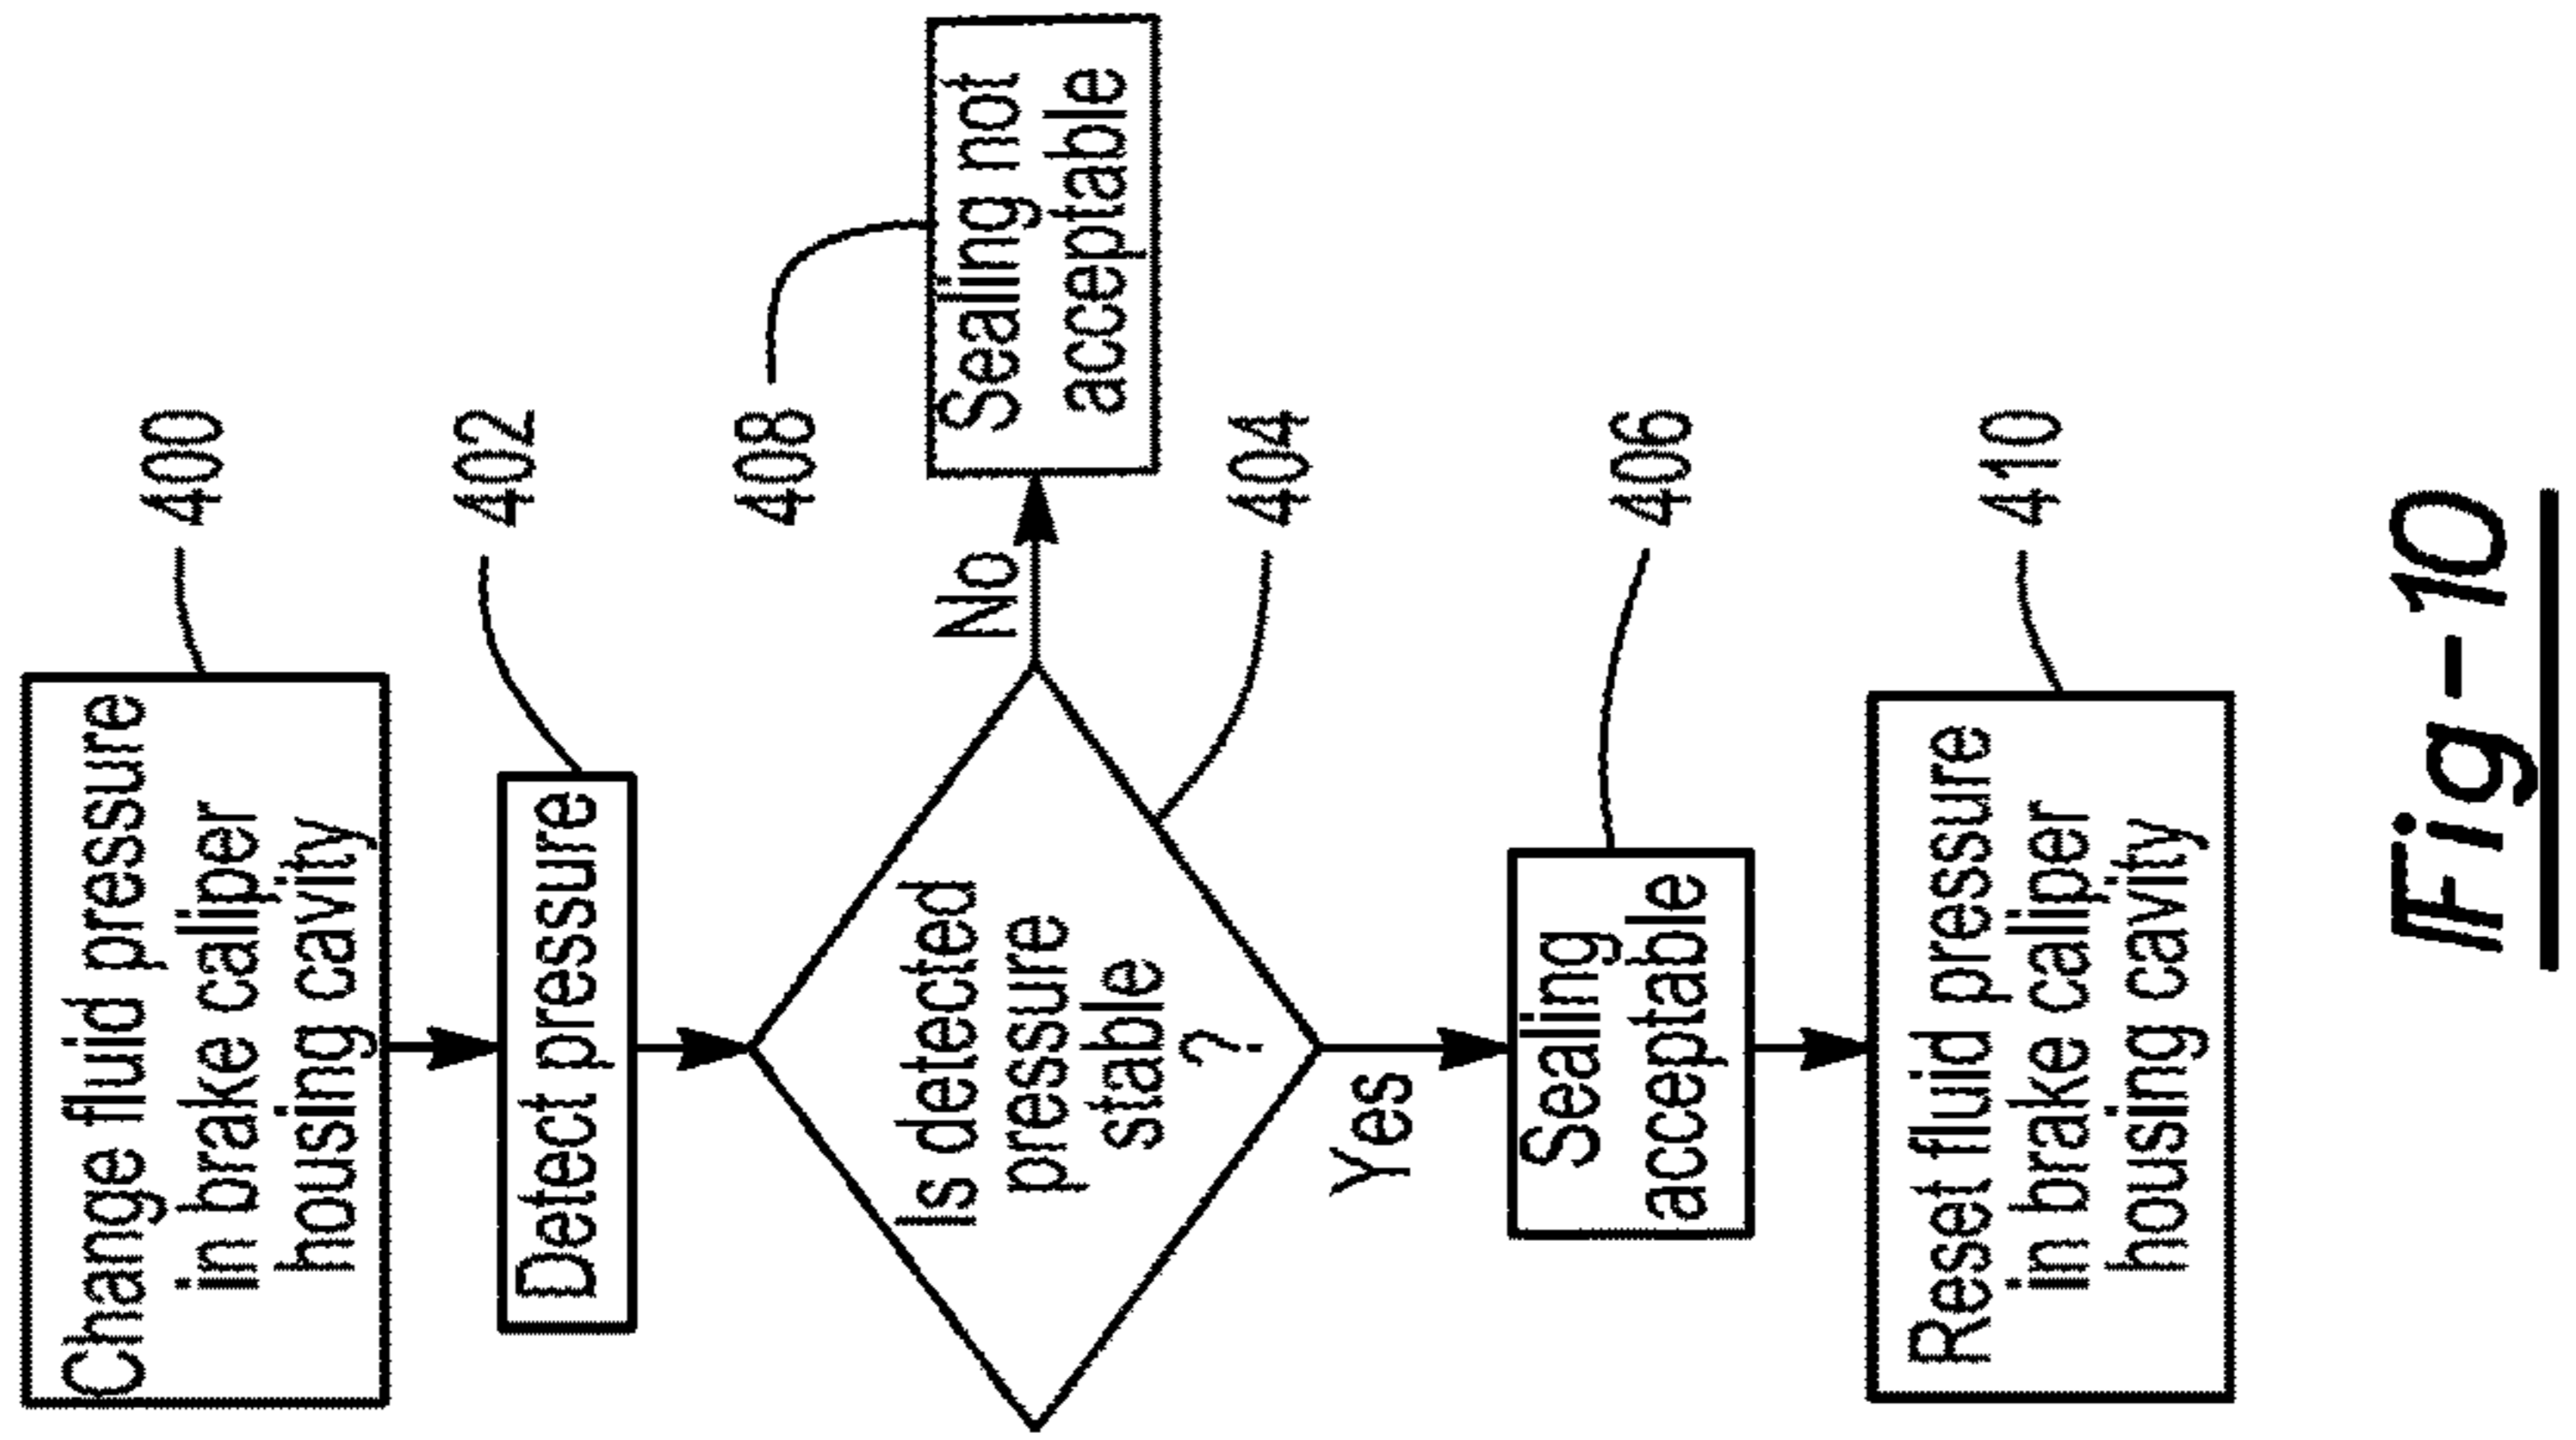 Change fluid pressure
in brake caliper
housing cavity
400
Detect pressure
402
Is detected
pressure
stable
?
404
No
Sealing not
acceptable
408
Yes
Sealing
acceptable
406
Reset fluid pressure
in brake caliper
housing cavity
410
Fig-10